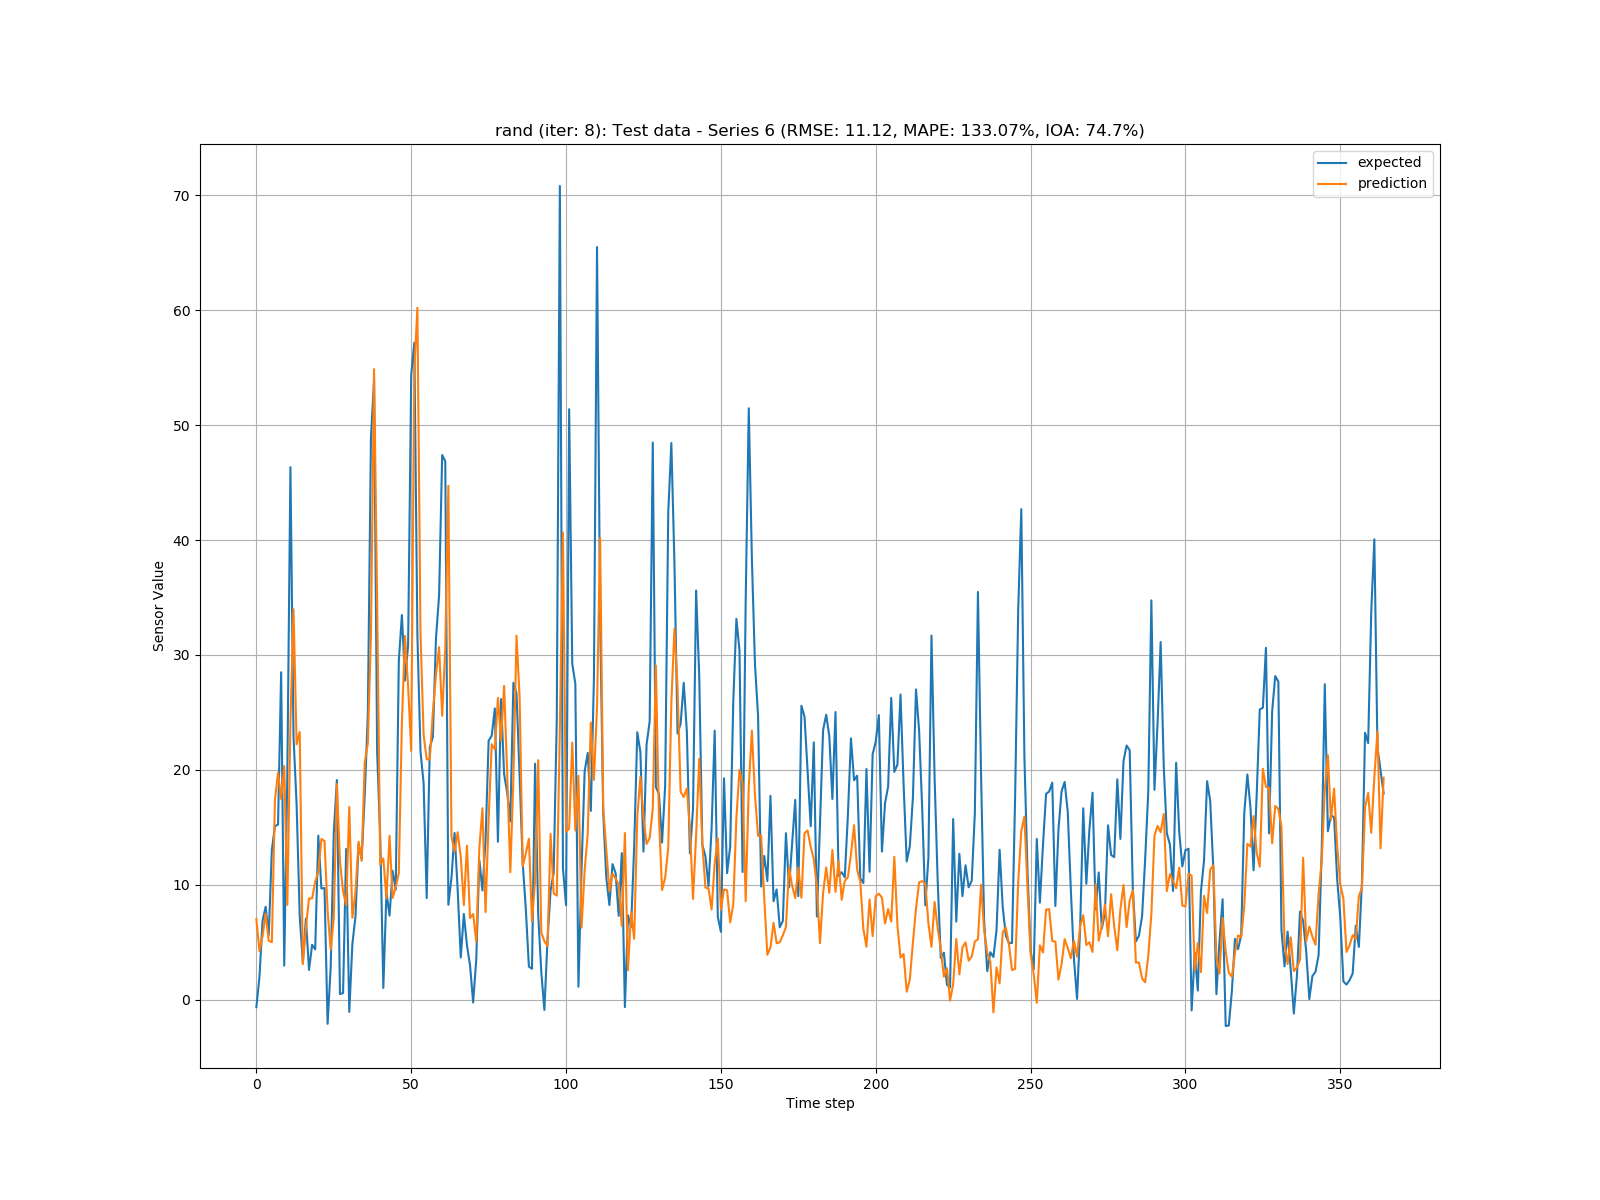 rand (iter: 8): Test data - Series 6 (RMSE: 11.12, MAPE: 133.07%, IOA: 74.7%)
expected
prediction
70
60
50
40
30
20
10
0
Sensor Value
0 50 100 150 200 250 300 350
Time step